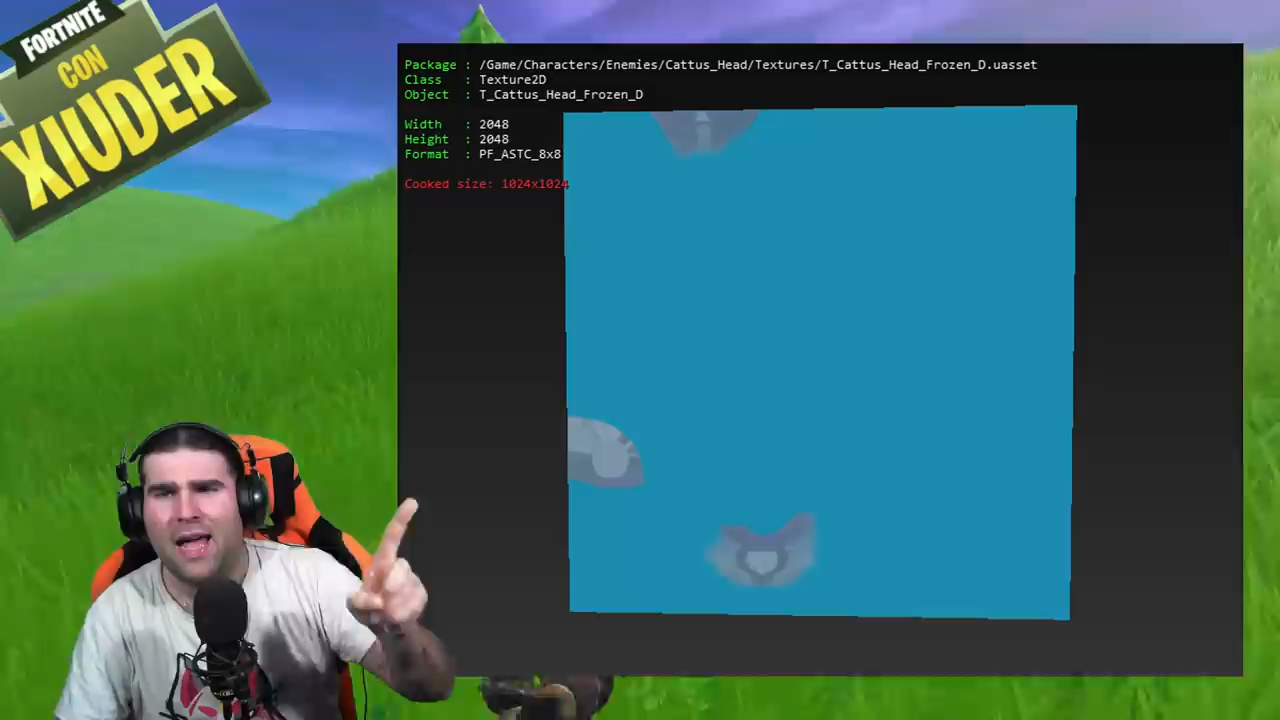 FORTNITE
CON
XIUDER
Package : /Game/Characters/Enemies/Cattus_Head/Textures/T_Cattus_Head_Frozen_D.uasset
Class : Texture2D
Object : T_Cattus_Head_Frozen_D
Width : 2048
Height : 2048
Format : PF_ASTC_8x8
Cooked size: 1024x1024